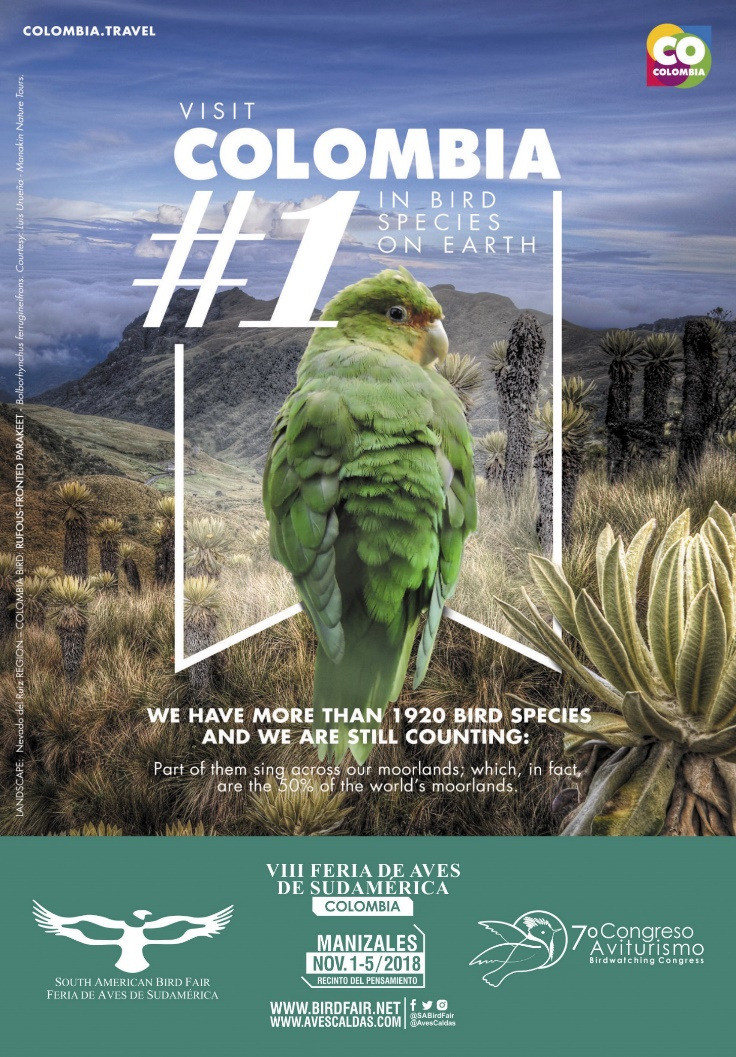 COLOMBIA.TRAVEL
CO
COLOMBIA
VISIT
COLOMBIA
#1
IN BIRD
SPECIES
ON EARTH
LANDSCAPE: Nevado del Ruiz REGION – COLOMBIA BIRD: RUFOUS-FRONTED PARAKEET - Bolborhynchus ferrugineifrons. Courtesy: Luis Urueña - Manakin Nature Tours.
WE HAVE MORE THAN 1920 BIRD SPECIES
AND WE ARE STILL COUNTING:
Part of them sing across our moorlands; which, in fact,
are the 50% of the world's moorlands.
SOUTH AMERICAN BIRD FAIR
FERIA DE AVES DE SUDAMÉRICA
VIII FERIA DE AVES
DE SUDAMÉRICA
COLOMBIA
MANIZALES
NOV. 1-5/2018
RECINTO DEL PENSAMIENTO
WWW.BIRDFAIR.NET
WWW.AVESCALDAS.COM
@SABirdFair
@AvesCaldas
7º Congreso
Aviturismo
Birdwatching Congress